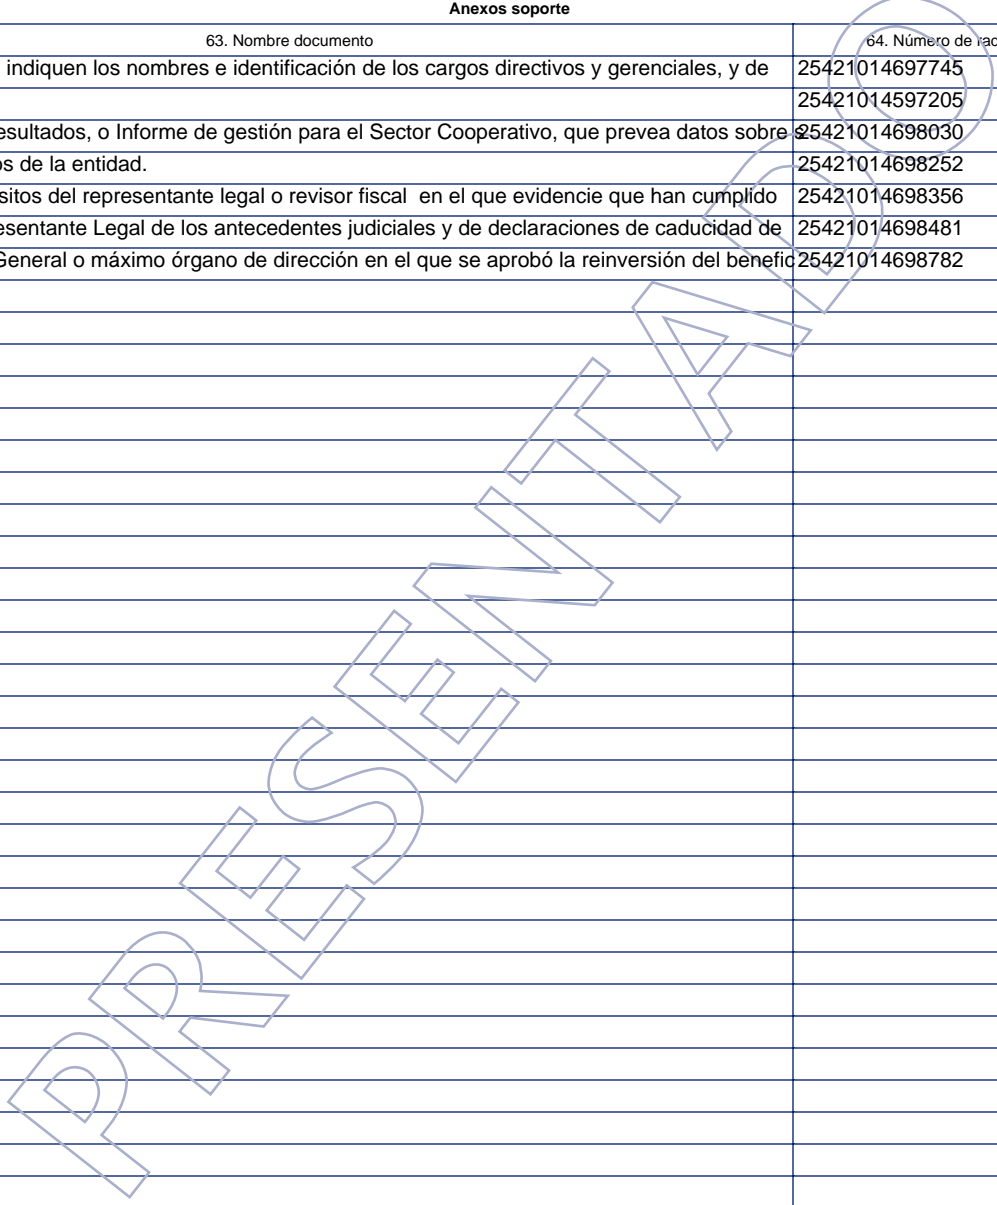 Anexos soporte
63. Nombre documento 64. Número de rad
indiquen los nombres e identificación de los cargos directivos y gerenciales, y de 25421014697745
25421014597205
esultados, o Informe de gestión para el Sector Cooperativo, que prevea datos sobre s 25421014698030
os de la entidad. 25421014698252
sitos del representante legal o revisor fiscal en el que evidencie que han cumplido 25421014698356
esentante Legal de los antecedentes judiciales y de declaraciones de caducidad de 25421014698481
General o máximo órgano de dirección en el que se aprobó la reinversión del benefic 25421014698782
PRESENTADO